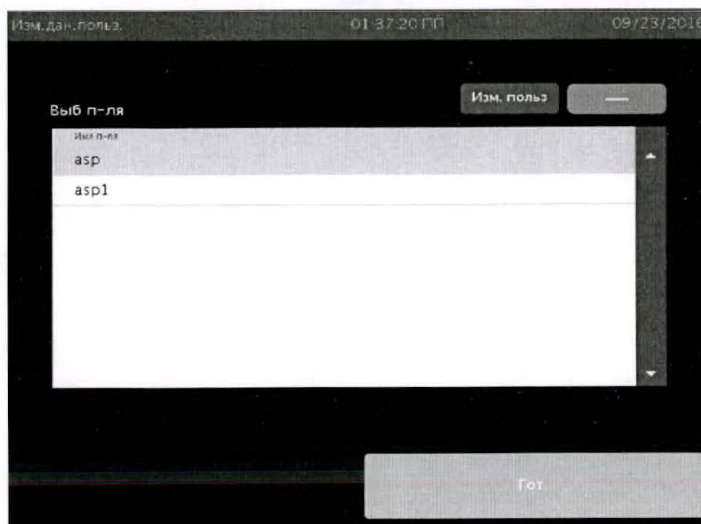 Изм.дан.польз. 01:37:20 ПП 09/23/2016
Изм. польз —
Выб п-ля
Имя п-ля
asp
asp1
Гот